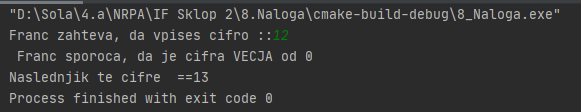 "D:\Sola\4.a\NRPA\IF Sklop 2\8.Naloga\cmake-build-debug\8_Naloga.exe"
Franc zahteva, da vpises cifro ::12
Franc sporoca, da je cifra VECJA od 0
Naslednjik te cifre  ==13
Process finished with exit code 0